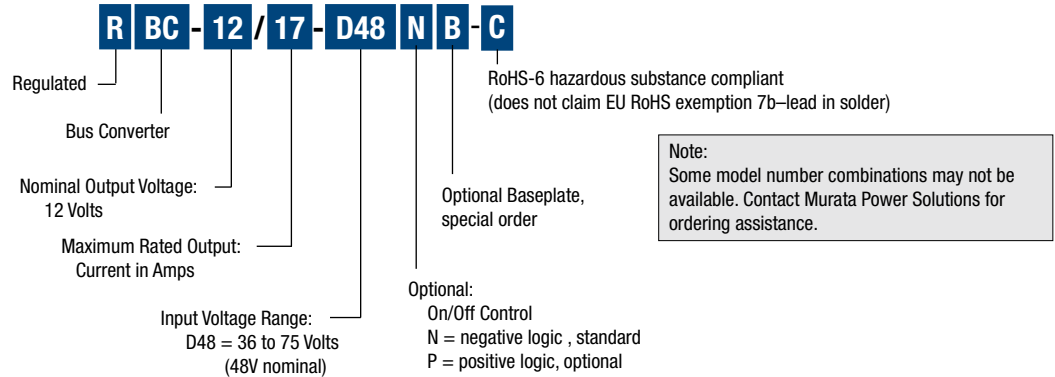 R BC - 12 / 17 - D48 N B - C
Regulated
Bus Converter
Nominal Output Voltage:
12 Volts
Maximum Rated Output:
Current in Amps
Input Voltage Range:
D48 = 36 to 75 Volts
(48V nominal)
Optional:
On/Off Control
N = negative logic , standard
P = positive logic, optional
Optional Baseplate,
special order
RoHS-6 hazardous substance compliant
(does not claim EU RoHS exemption 7b–lead in solder)
Note:
Some model number combinations may not be
available. Contact Murata Power Solutions for
ordering assistance.